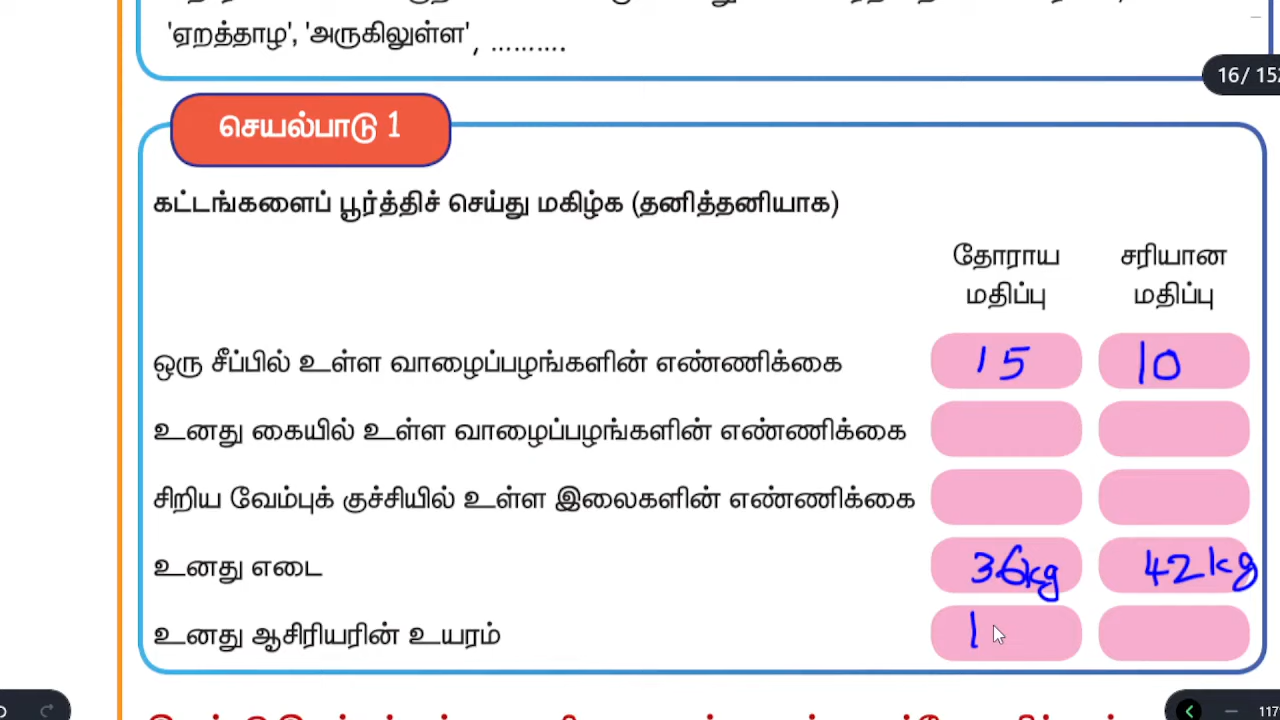 'ஏறத்தாழ', 'அருகிலுள்ள', ..........
16/ 152
செயல்பாடு 1
கட்டங்களைப் பூர்த்திச் செய்து மகிழ்க (தனித்தனியாக)
தோராய மதிப்பு
சரியான மதிப்பு
ஒரு சீப்பில் உள்ள வாழைப்பழங்களின் எண்ணிக்கை 15 10
உனது கையில் உள்ள வாழைப்பழங்களின் எண்ணிக்கை
சிறிய வேம்புக் குச்சியில் உள்ள இலைகளின் எண்ணிக்கை
உனது எடை 36kg 42kg
உனது ஆசிரியரின் உயரம் 1
117